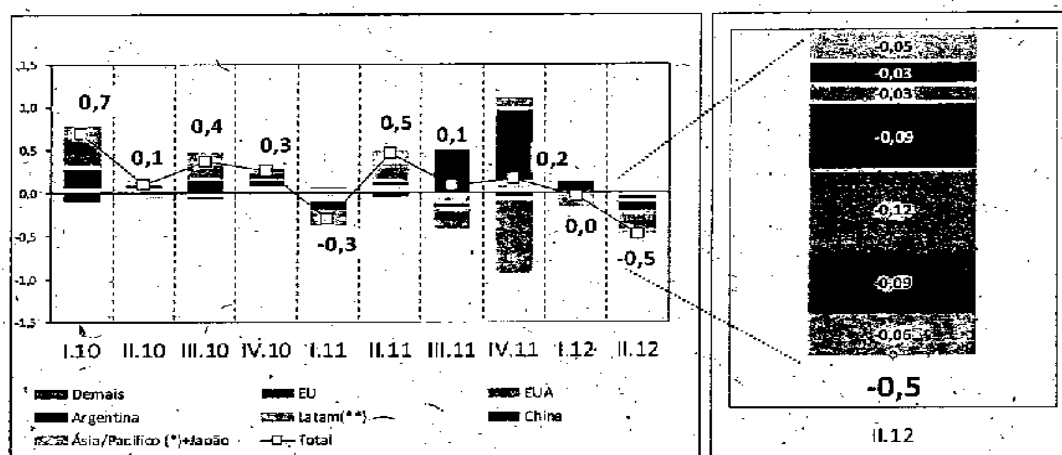 1,5
1,0
0,5
0,0
-0,5
-1,0
-1,5
0,7
0,1
0,4
0,3
-0,3
0,5
0,1
0,2
0,0
-0,5
I.10
II.10
III.10
IV.10
I.11
II.11
III.11
IV.11
I.12
II.12
Demais EU EUA
Argentina Latam(**) China
Ásia/Pacífico (*)+Japão Total
-0,05
-0,03
-0,03
-0,09
-0,12
-0,09
-0,06
-0,5
II.12